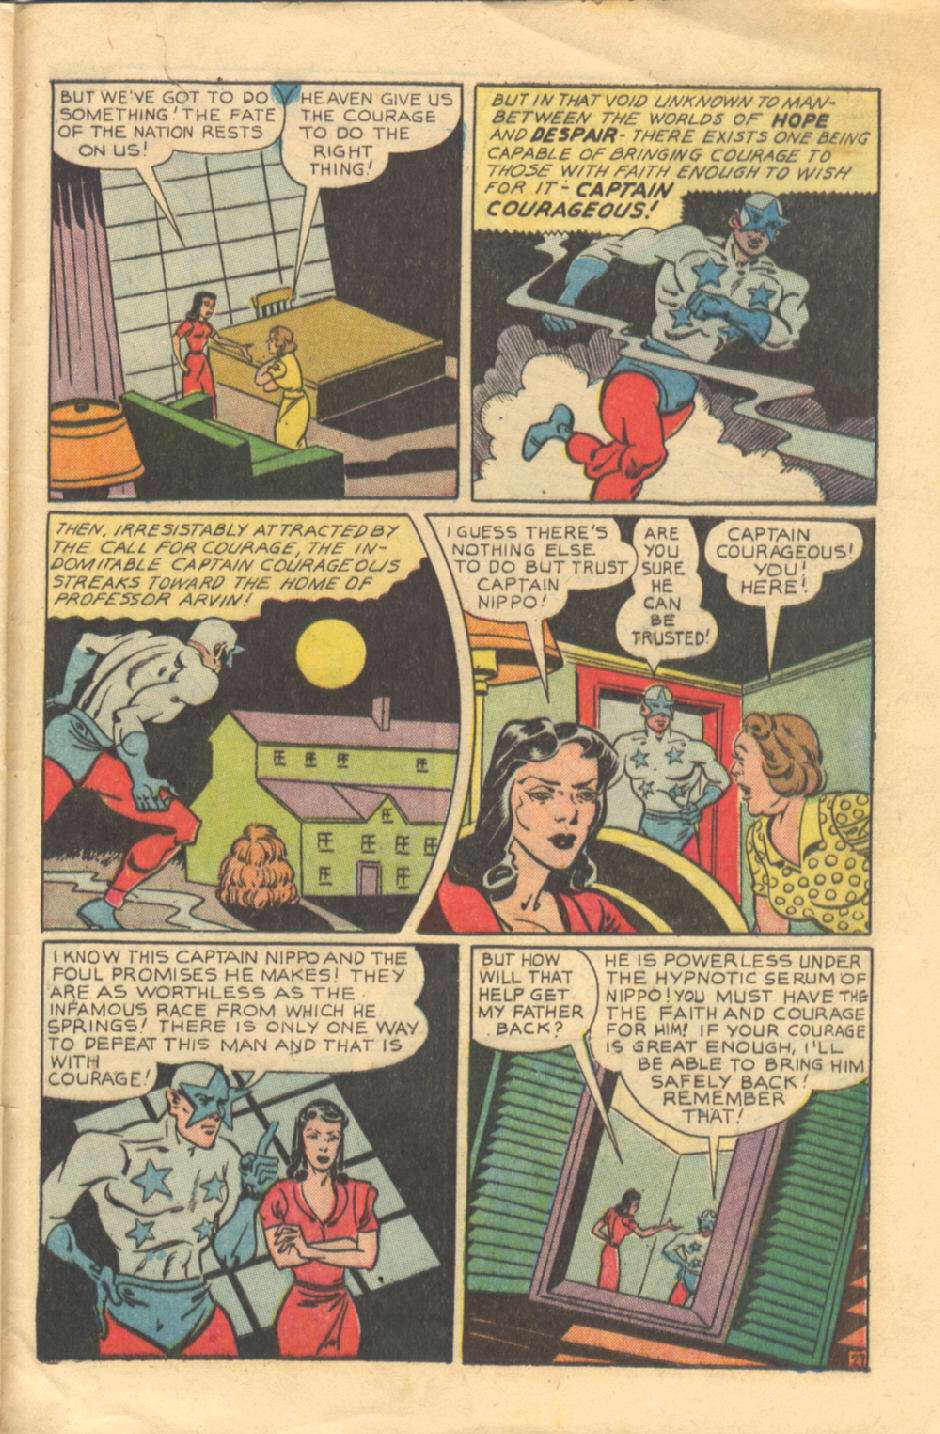 BUT WE'VE GOT TO DO
SOMETHING! THE FATE
OF THE NATION RESTS
ON US!
HEAVEN GIVE US
THE COURAGE
TO DO THE
RIGHT
THING!
BUT IN THAT VOID UNKNOWN TO MAN-
BETWEEN THE WORLDS OF HOPE
AND DESPAIR - THERE EXISTS ONE BEING
CAPABLE OF BRINGING COURAGE TO
THOSE WITH FAITH ENOUGH TO WISH
FOR IT - CAPTAIN
COURAGEOUS!
THEN, IRRESISTABLY ATTRACTED BY
THE CALL FOR COURAGE, THE IN-
DOMITABLE CAPTAIN COURAGEOUS
STREAKS TOWARD THE HOME OF
PROFESSOR ARVIN!
I GUESS THERE'S
NOTHING ELSE
TO DO BUT TRUST
CAPTAIN
NIPPO!
ARE
YOU
SURE
HE
CAN
BE
TRUSTED!
CAPTAIN
COURAGEOUS!
YOU!
HERE!
I KNOW THIS CAPTAIN NIPPO AND THE
FOUL PROMISES HE MAKES! THEY
ARE AS WORTHLESS AS THE
INFAMOUS RACE FROM WHICH HE
SPRINGS! THERE IS ONLY ONE WAY
TO DEFEAT THIS MAN AND THAT IS
WITH
COURAGE!
BUT HOW
WILL THAT
HELP GET
MY FATHER
BACK?
HE IS POWERLESS UNDER
THE HYPNOTIC SERUM OF
NIPPO! YOU MUST HAVE THE
THE FAITH AND COURAGE
FOR HIM! IF YOUR COURAGE
IS GREAT ENOUGH, I'LL
BE ABLE TO BRING HIM
SAFELY BACK!
REMEMBER
THAT!
27